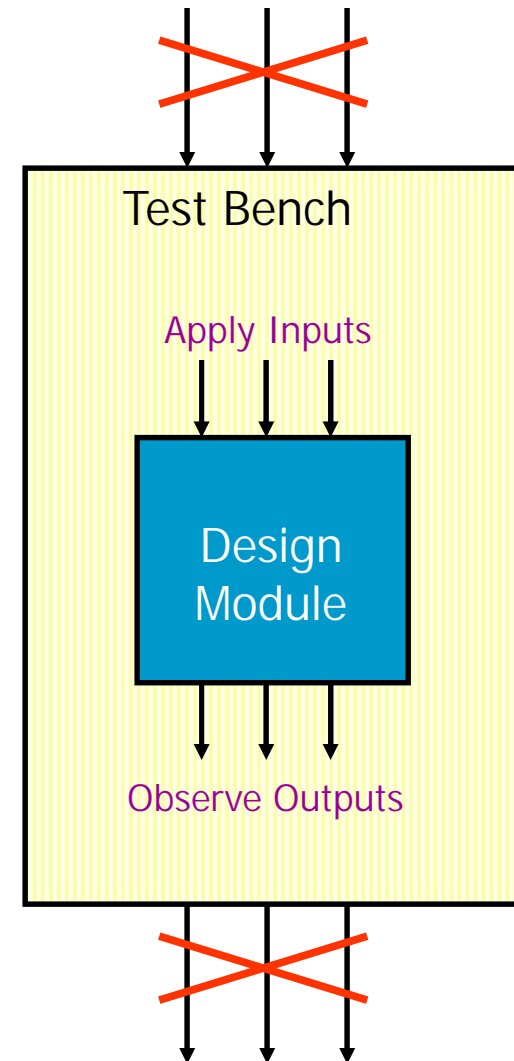 Test Bench
Apply Inputs
Design
Module
Observe Outputs